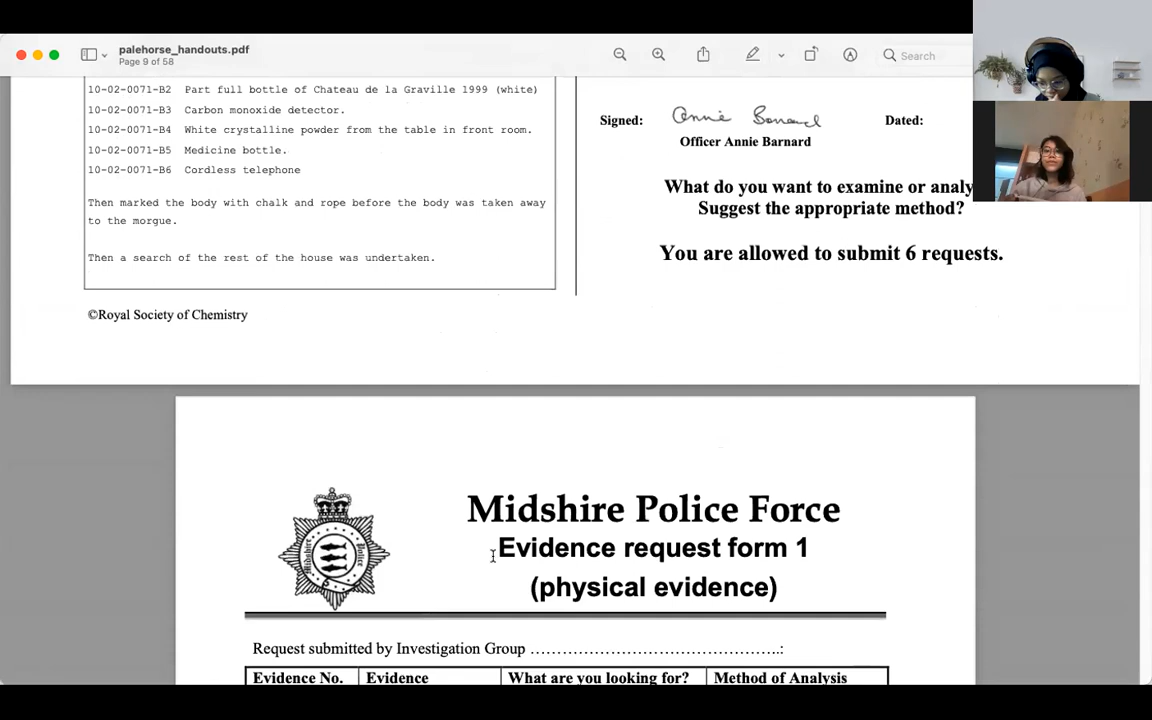 palehorse_handouts.pdf
Page 9 of 58
Search
10-02-0071-B2 Part full bottle of Chateau de la Graville 1999 (white)
10-02-0071-B3 Carbon monoxide detector.
10-02-0071-B4 White crystalline powder from the table in front room.
10-02-0071-B5 Medicine bottle.
10-02-0071-B6 Cordless telephone
Then marked the body with chalk and rope before the body was taken away
to the morgue.
Then a search of the rest of the house was undertaken.
©Royal Society of Chemistry
Signed: Annie Barnard Dated:
Officer Annie Barnard
What do you want to examine or analy
Suggest the appropriate method?
You are allowed to submit 6 requests.
Midshire Police
Midshire Police Force
Evidence request form 1
(physical evidence)
Request submitted by Investigation Group ……………………………………..:
Evidence No. Evidence What are you looking for? Method of Analysis